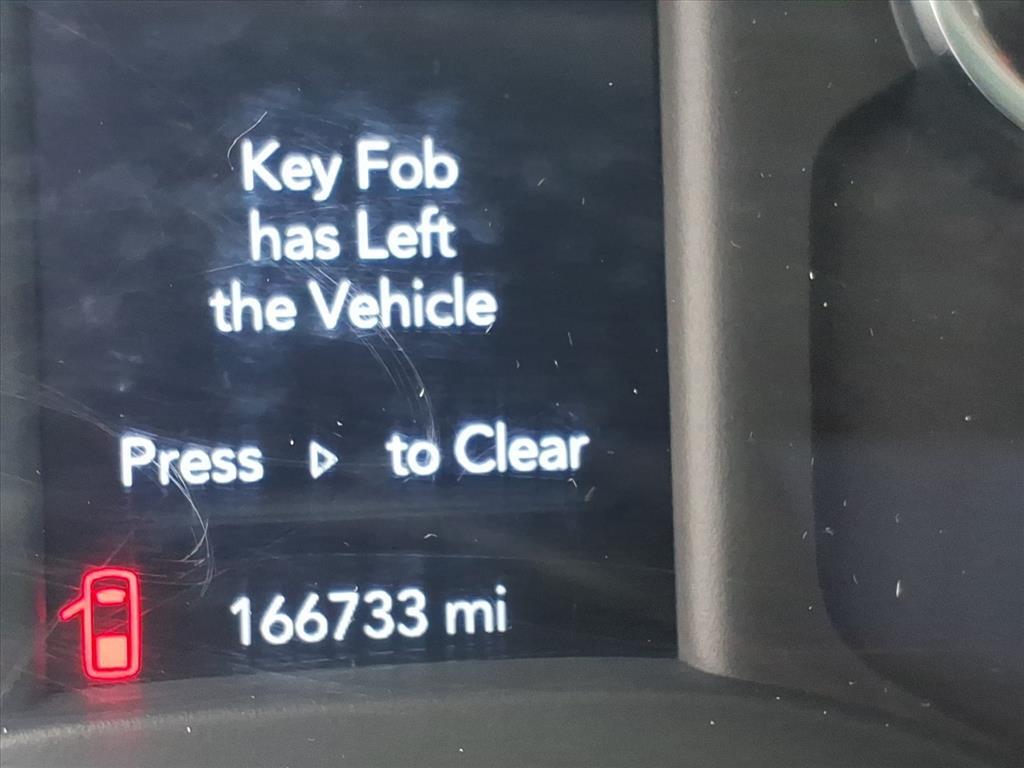 Key Fob
has Left
the Vehicle
Press ▷ to Clear
166733 mi